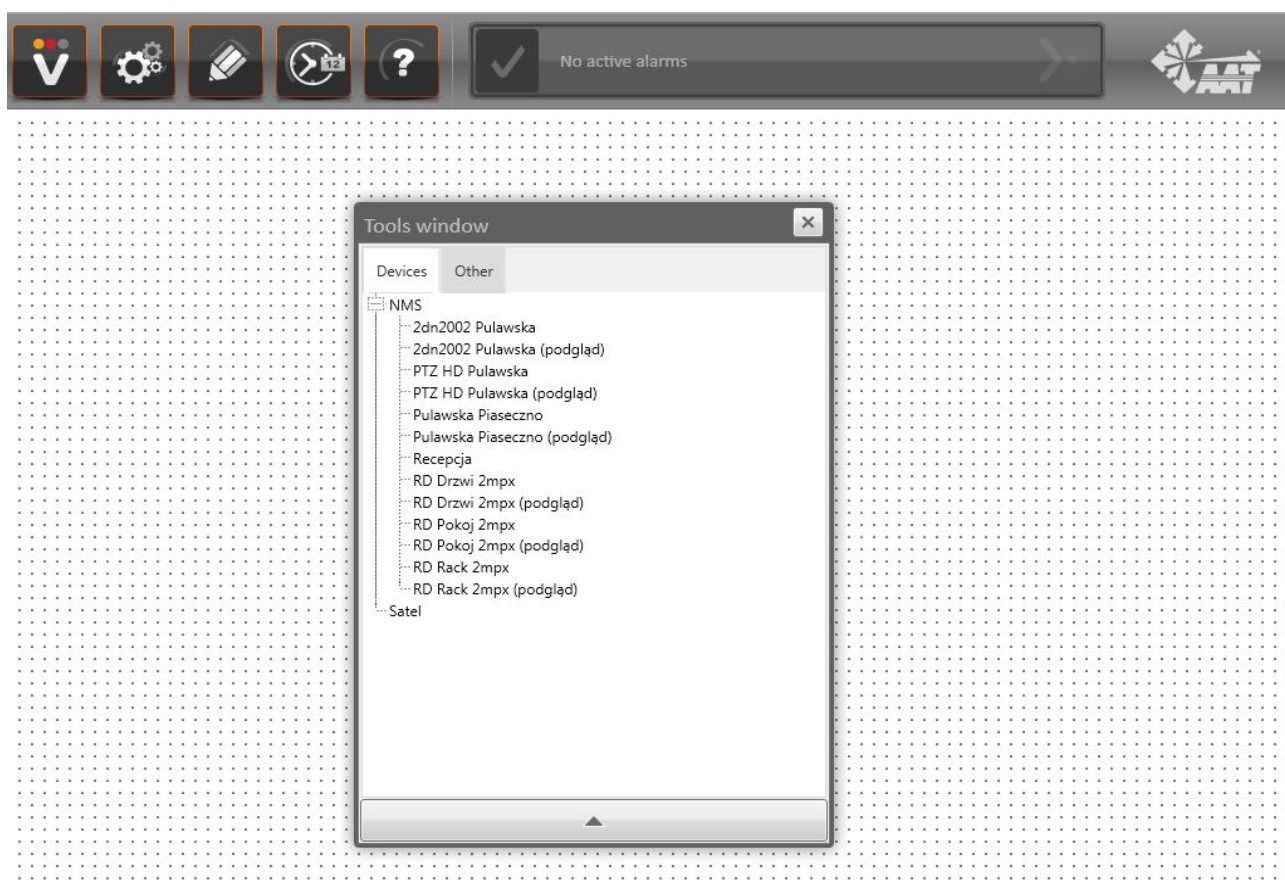 V
12
?
No active alarms
AAT
Tools window
Devices Other
NMS
2dn2002 Pulawska
2dn2002 Pulawska (podgląd)
PTZ HD Pulawska
PTZ HD Pulawska (podgląd)
Pulawska Piaseczno
Pulawska Piaseczno (podgląd)
Recepcja
RD Drzwi 2mpx
RD Drzwi 2mpx (podgląd)
RD Pokoj 2mpx
RD Pokoj 2mpx (podgląd)
RD Rack 2mpx
RD Rack 2mpx (podgląd)
Satel